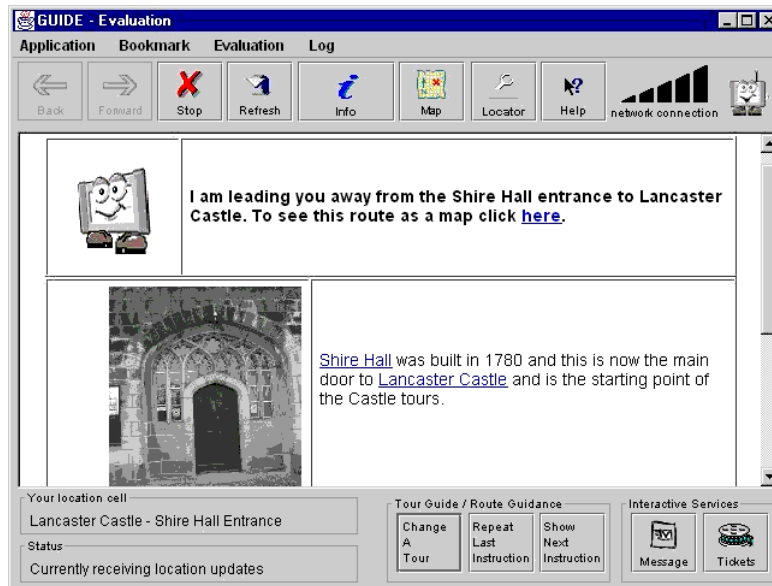 GUIDE - Evaluation
Application Bookmark Evaluation Log
Back Forward Stop Refresh Info Map Locator Help network connection
I am leading you away from the Shire Hall entrance to Lancaster
Castle. To see this route as a map click here.
Shire Hall was built in 1780 and this is now the main
door to Lancaster Castle and is the starting point of
the Castle tours.
Your location cell
Lancaster Castle - Shire Hall Entrance
Status
Currently receiving location updates
Tour Guide / Route Guidance
Change
A
Tour
Repeat
Last
Instruction
Show
Next
Instruction
Interactive Services
Message Tickets